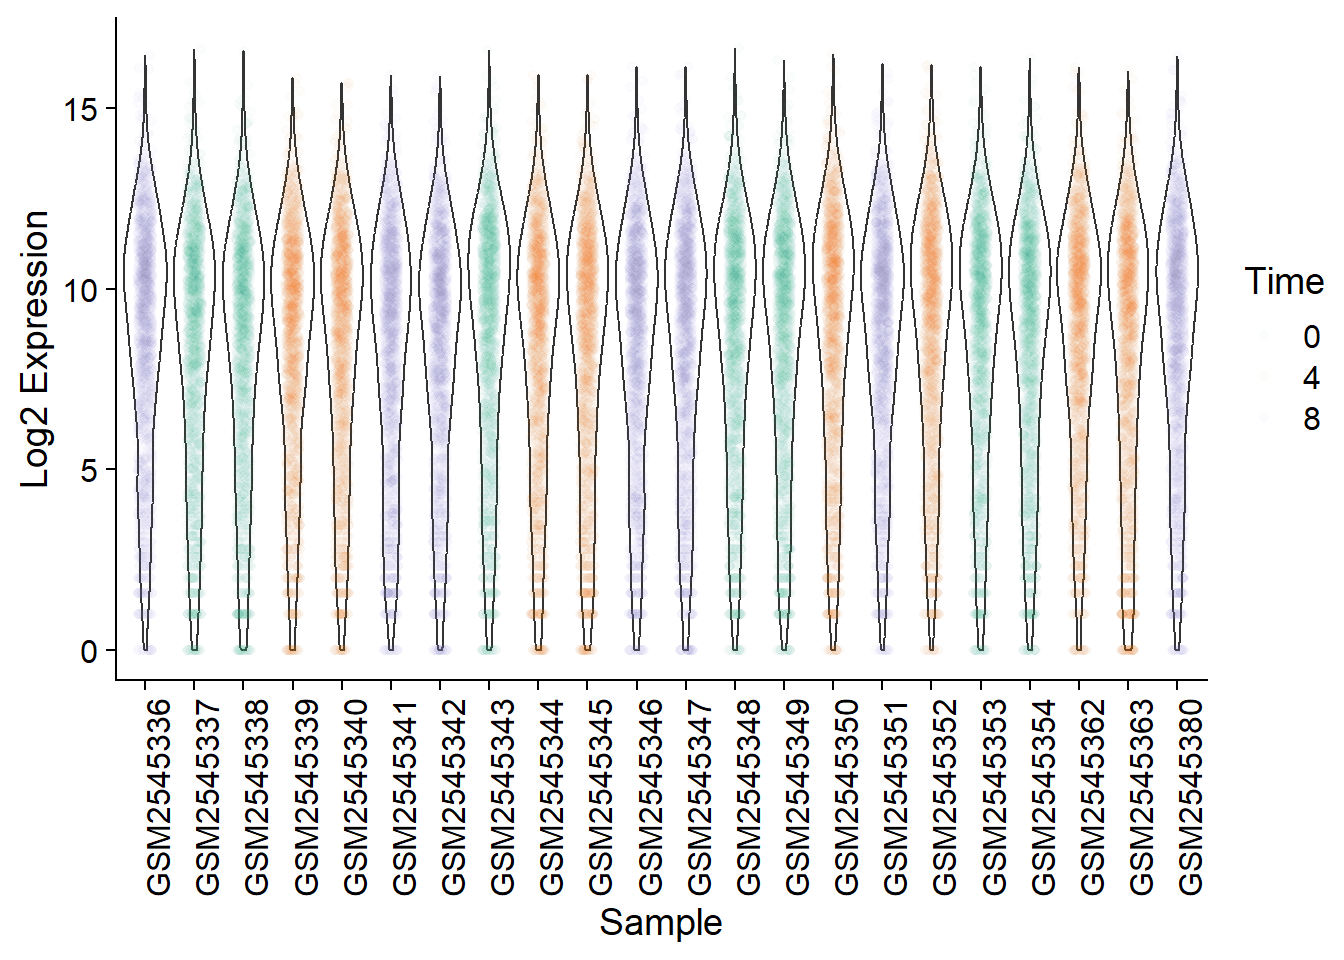 Log2 Expression
15
10
5
0
GSM2545336
GSM2545337
GSM2545338
GSM2545339
GSM2545340
GSM2545341
GSM2545342
GSM2545343
GSM2545344
GSM2545345
GSM2545346
GSM2545347
GSM2545348
GSM2545349
GSM2545350
GSM2545351
GSM2545352
GSM2545353
GSM2545354
GSM2545362
GSM2545363
GSM2545380
Sample
Time
0
4
8